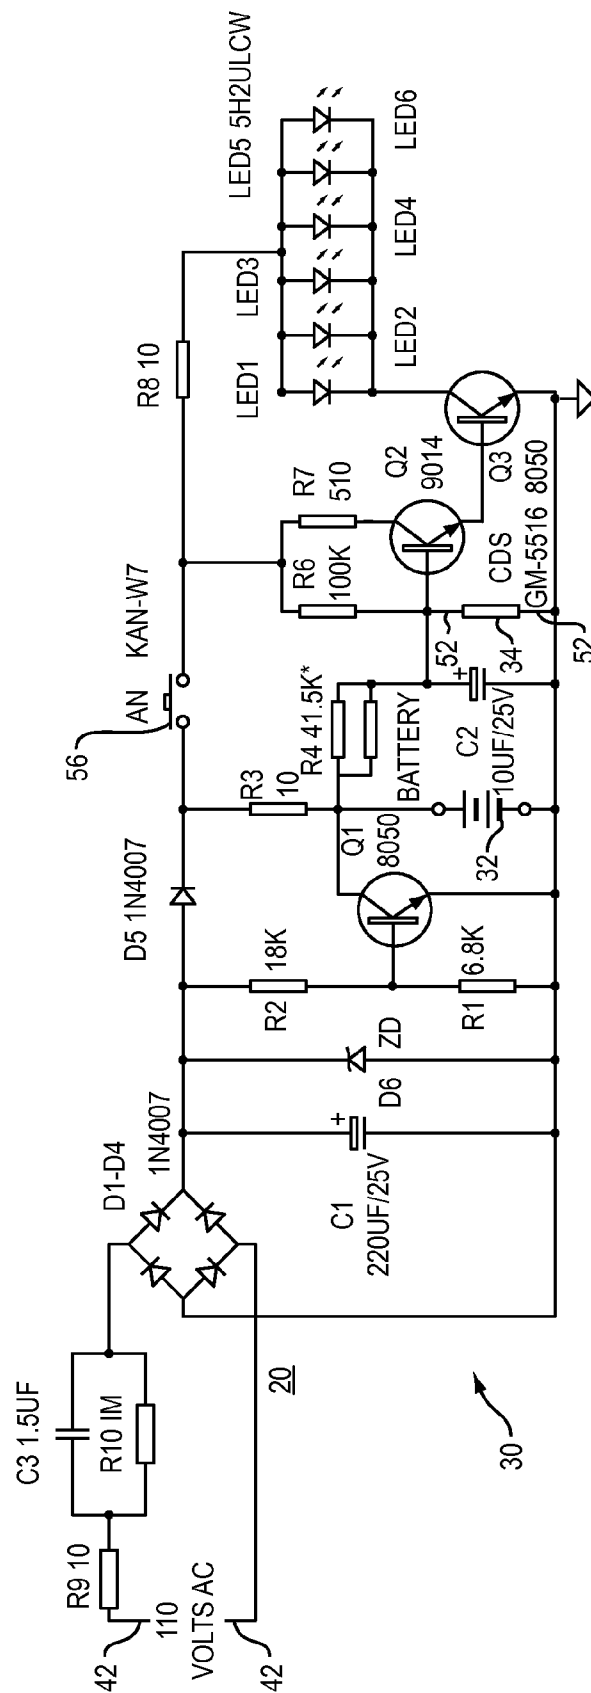 C3 1.5UF
R10 IM
R9 10
42
110
VOLTS AC
42
20
30
D1-D4
1N4007
C1
220UF/25V
+
D6
ZD
D5 1N4007
R2
18K
R1
6.8K
Q1
8050
R3
10
R4 41.5K*
BATTERY
32
56
AN
KAN-W7
C2
10UF/25V
+
R6
100K
R7
510
52
34
CDS
GM-5516
52
Q2
9014
Q3
8050
R8 10
LED1
LED2
LED3
LED4
LED5 5H2ULCW
LED6